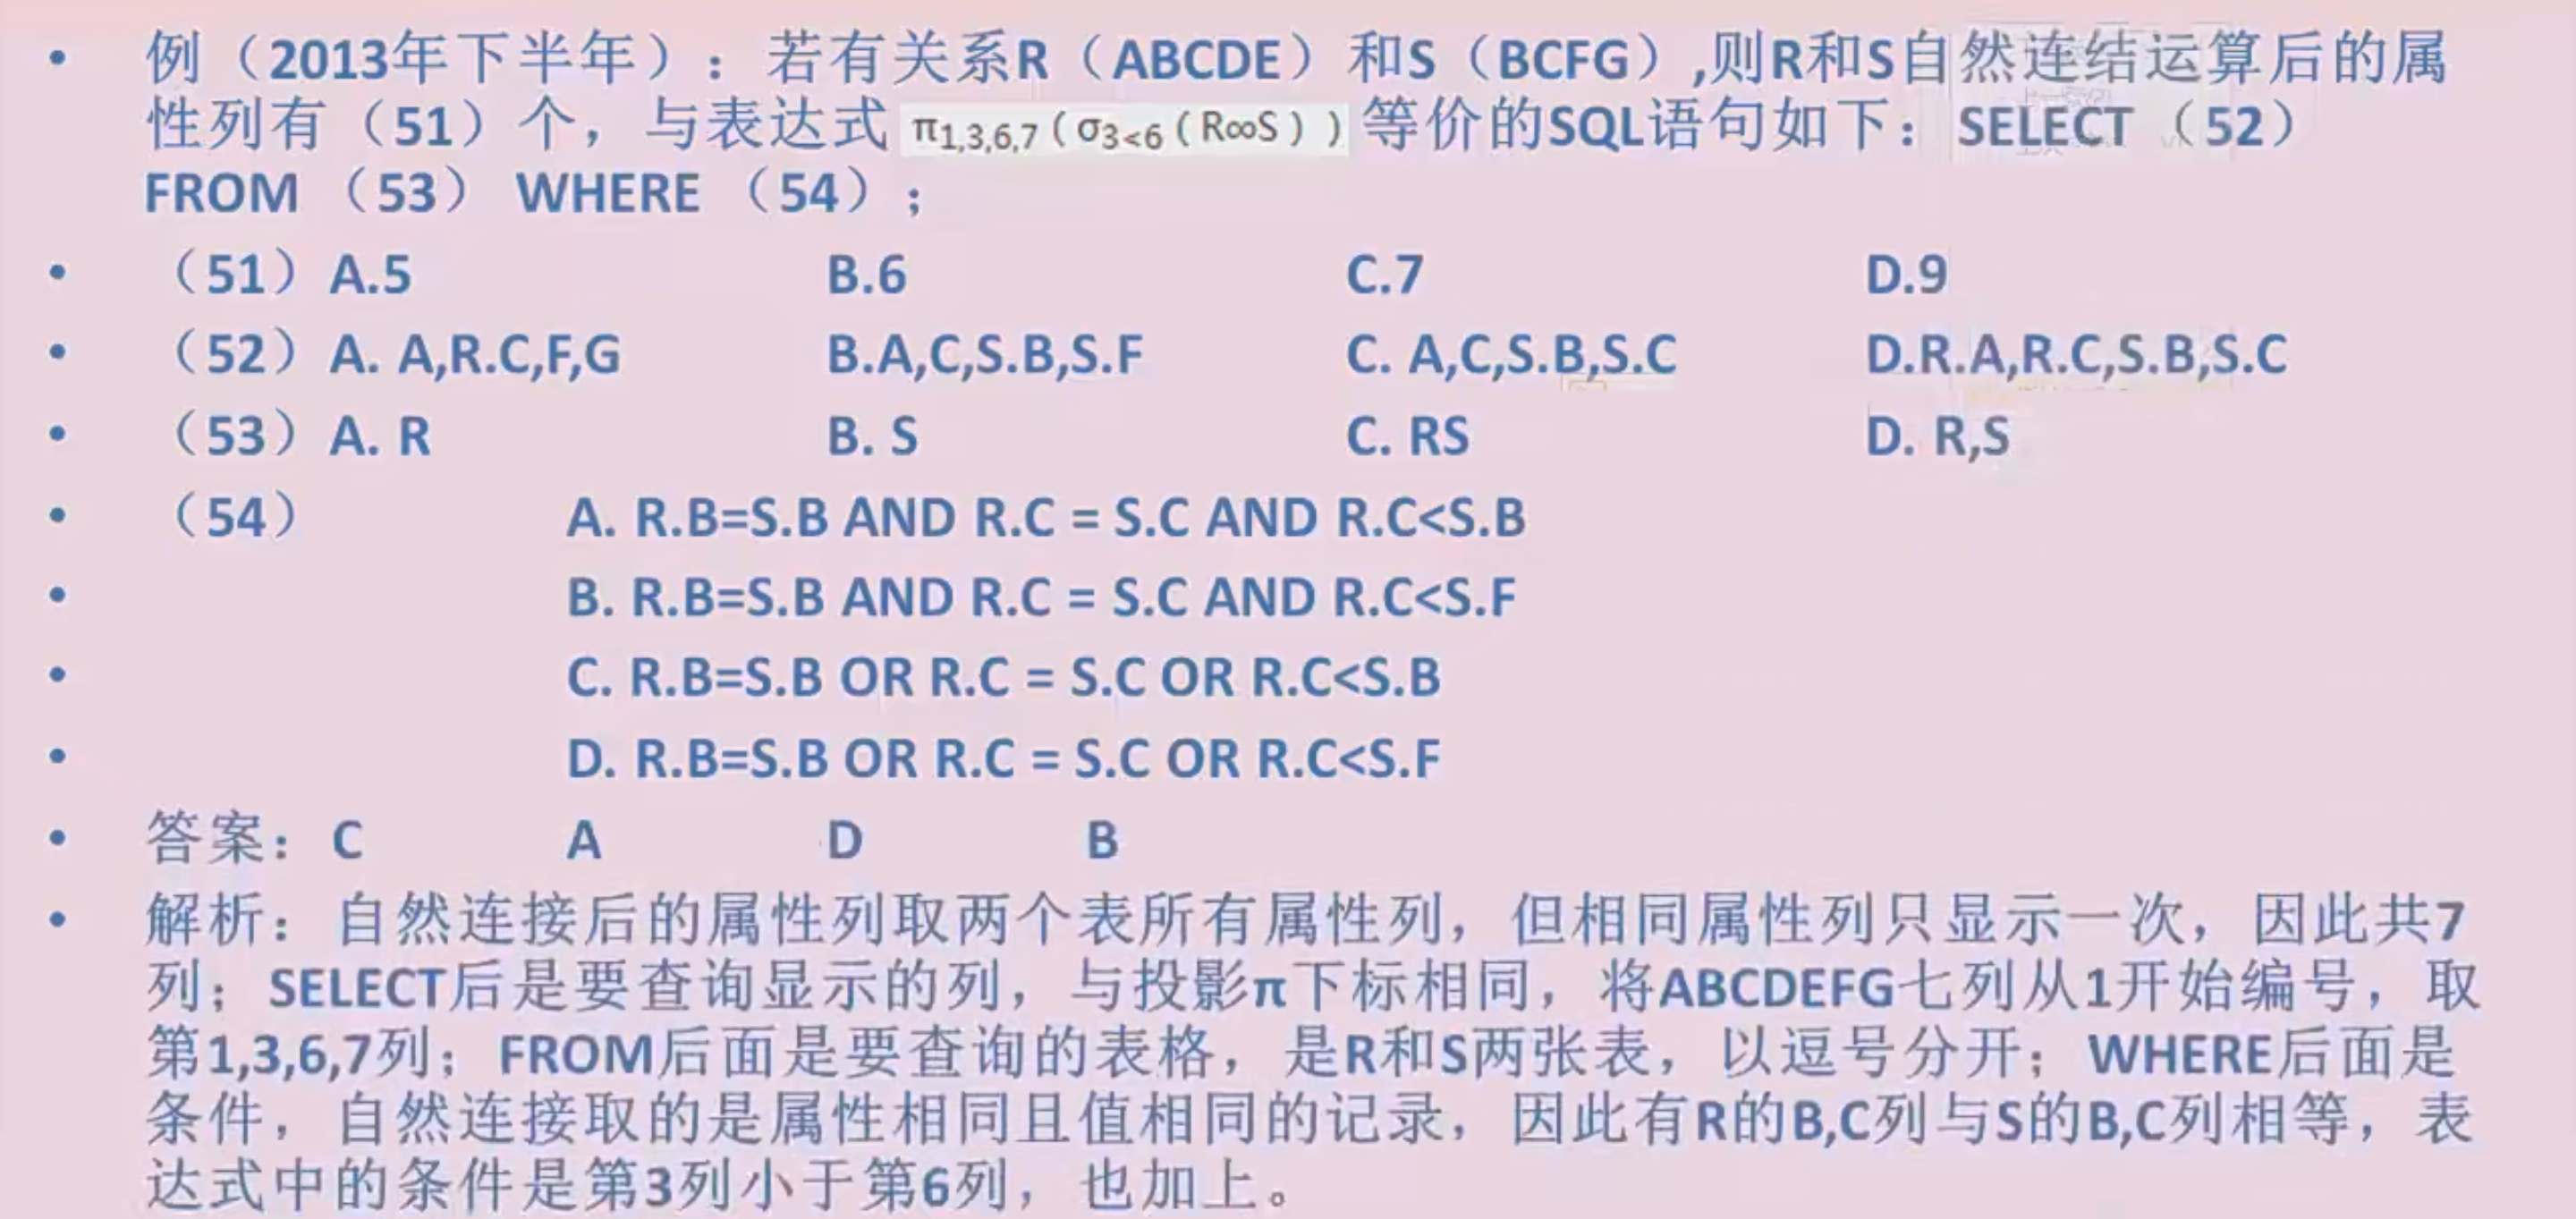 • 例（2013年下半年）：若有关系R（ABCDE）和S（BCFG）,则R和S自然连结运算后的属
性列有（51）个，与表达式 π1,3,6,7（σ3<6（R∞S）） 等价的SQL语句如下：SELECT （52）
FROM （53） WHERE （54）；
• （51）A.5 B.6 C.7 D.9
• （52）A. A,R.C,F,G B.A,C,S.B,S.F C. A,C,S.B,S.C D.R.A,R.C,S.B,S.C
• （53）A. R B. S C. RS D. R,S
• （54） A. R.B=S.B AND R.C = S.C AND R.C<S.B
• B. R.B=S.B AND R.C = S.C AND R.C<S.F
• C. R.B=S.B OR R.C = S.C OR R.C<S.B
• D. R.B=S.B OR R.C = S.C OR R.C<S.F
• 答案：C A D B
• 解析：自然连接后的属性列取两个表所有属性列，但相同属性列只显示一次，因此共7
列；SELECT后是要查询显示的列，与投影π下标相同，将ABCDEFG七列从1开始编号，取
第1,3,6,7列；FROM后面是要查询的表格，是R和S两张表，以逗号分开；WHERE后面是
条件，自然连接取的是属性相同且值相同的记录，因此有R的B,C列与S的B,C列相等，表
达式中的条件是第3列小于第6列，也加上。